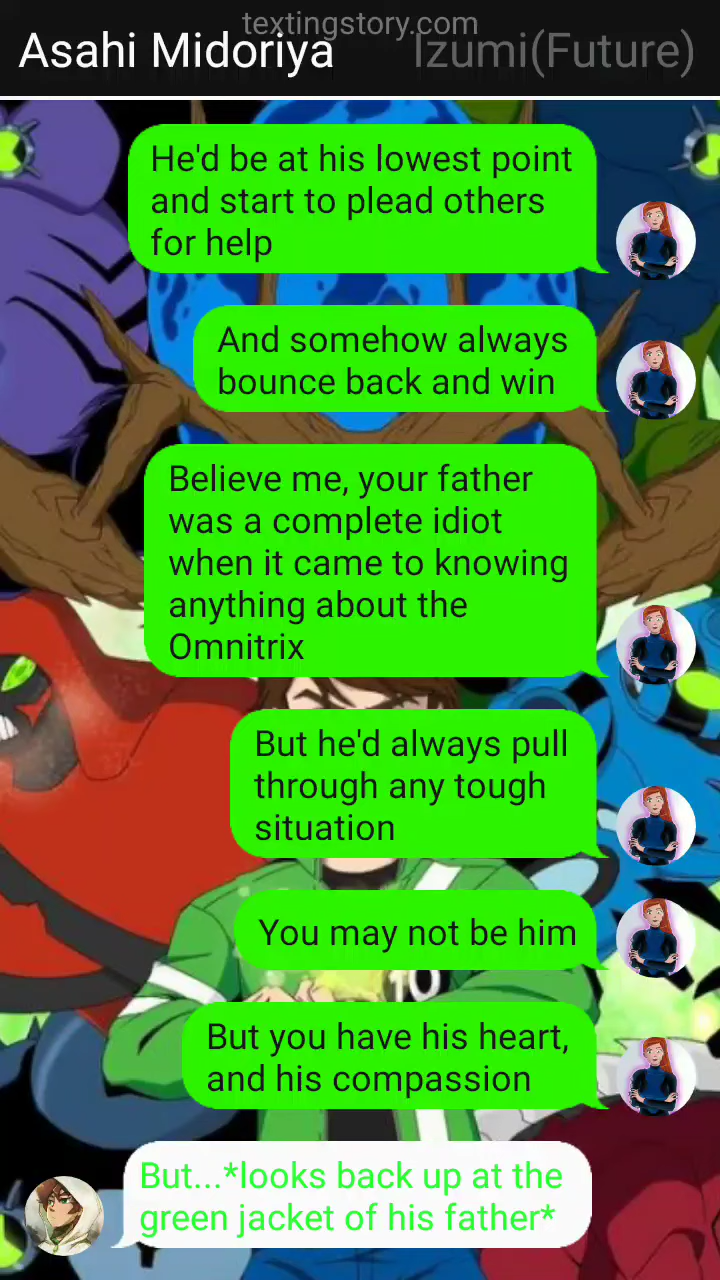 textingstory.com
Asahi Midoriya
Izumi(Future)
He'd be at his lowest point
and start to plead others
for help
And somehow always
bounce back and win
Believe me, your father
was a complete idiot
when it came to knowing
anything about the
Omnitrix
But he'd always pull
through any tough
situation
You may not be him
10
But you have his heart,
and his compassion
But...*looks back up at the
green jacket of his father*